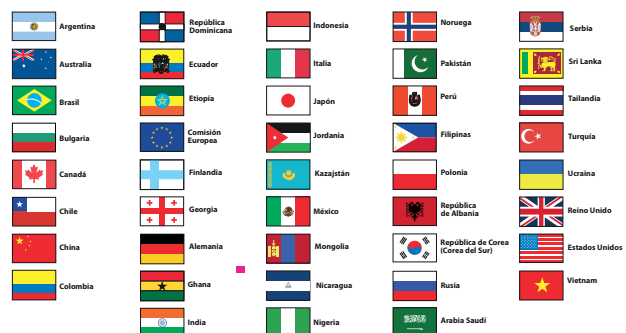 Argentina
Australia
Brasil
Bulgaria
Canadá
Chile
China
Colombia
República
Dominicana
Ecuador
Etiopía
Comisión
Europea
Finlandia
Georgia
Alemania
Ghana
India
Indonesia
Italia
Japón
Jordania
Kazajstán
México
Mongolia
Nicaragua
Nigeria
Noruega
Pakistán
Perú
Filipinas
Polonia
República
de Albania
República de Corea
(Corea del Sur)
Rusia
Arabia Saudí
Serbia
Sri Lanka
Tailandia
Turquía
Ucraina
Reino Unido
Estados Unidos
Vietnam